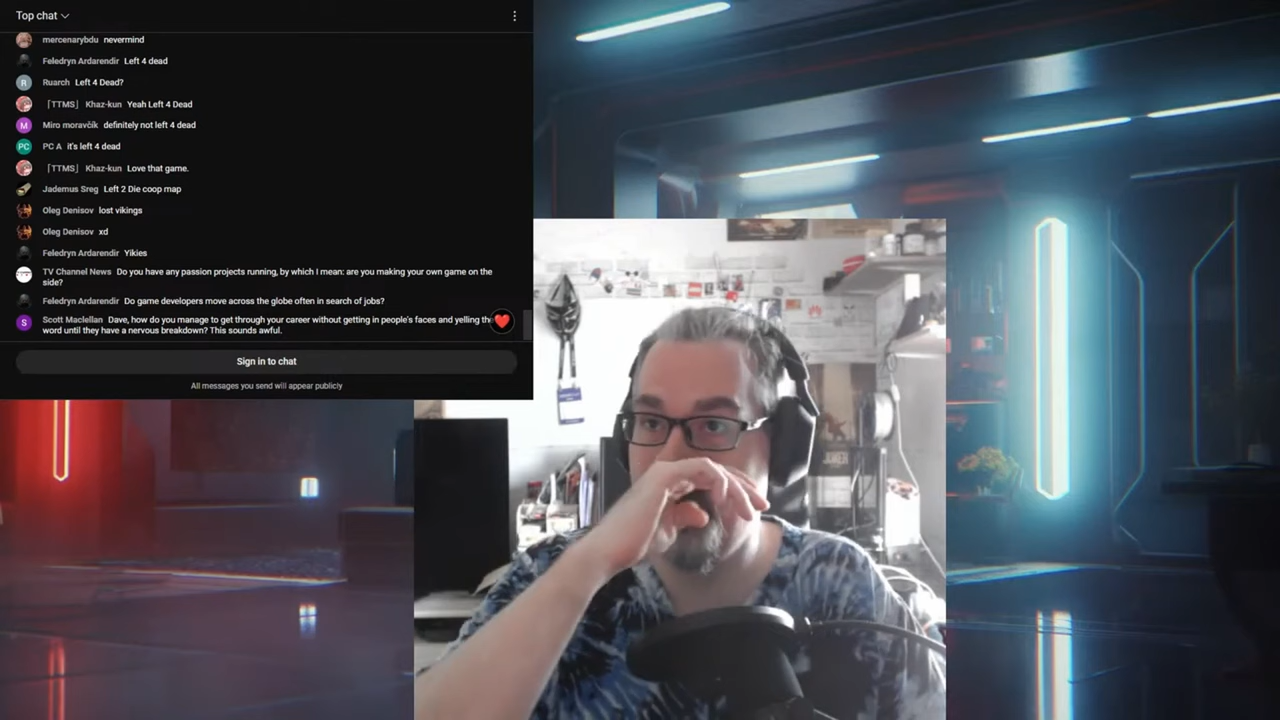 Top chat
mercenarybdu nevermind
Feledryn Ardarendir Left 4 dead
R Ruarch Left 4 Dead?
「TTMS」 Khaz-kun Yeah Left 4 Dead
M Miro moravčík definitely not left 4 dead
PC PC A it's left 4 dead
「TTMS」 Khaz-kun Love that game.
Jademus Sreg Left 2 Die coop map
Oleg Denisov lost vikings
Oleg Denisov xd
Feledryn Ardarendir Yikies
TV Channel News Do you have any passion projects running, by which I mean: are you making your own game on the
side?
Feledryn Ardarendir Do game developers move across the globe often in search of jobs?
S Scott Maclellan Dave, how do you manage to get through your career without getting in people's faces and yelling th
word until they have a nervous breakdown? This sounds awful.
Sign in to chat
All messages you send will appear publicly
JOKER